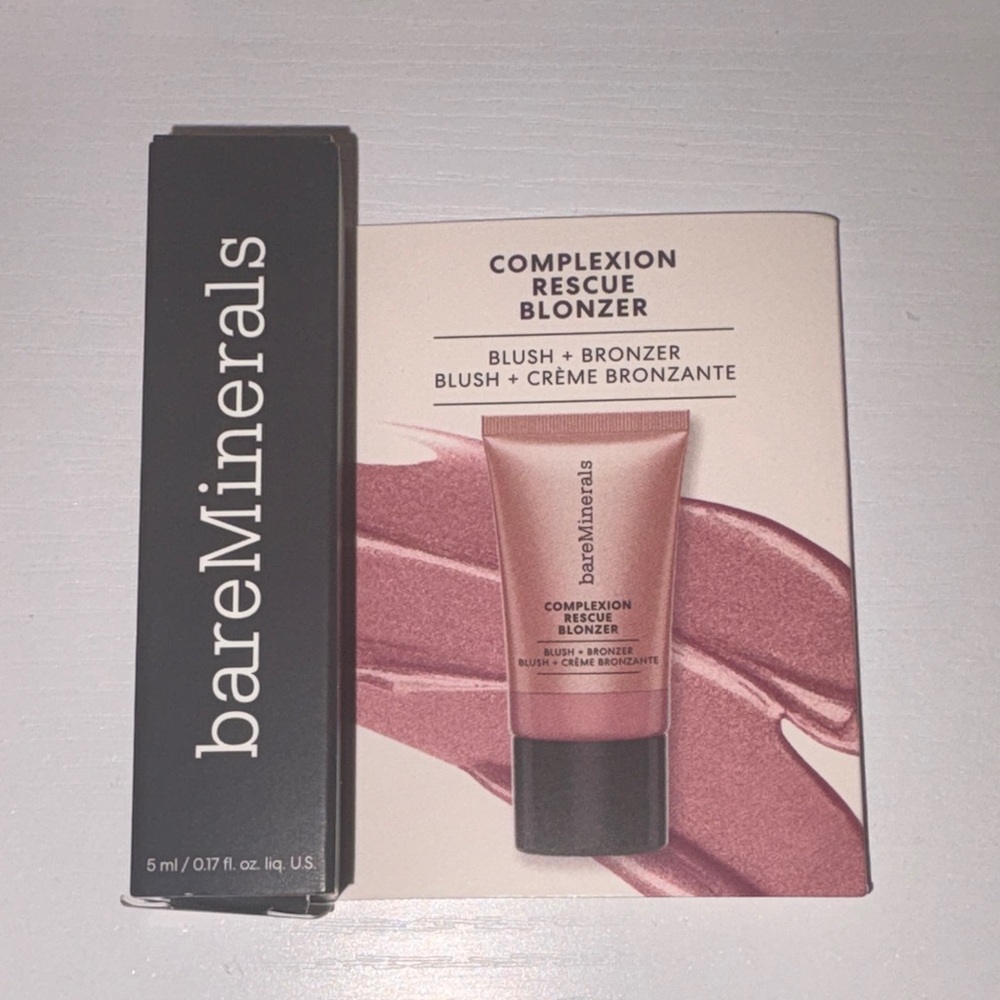 bareMinerals
5 ml / 0.17 fl. oz. liq. U.S.
COMPLEXION
RESCUE
BLONZER
BLUSH + BRONZER
BLUSH + CRÈME BRONZANTE
bareMinerals
COMPLEXION
RESCUE
BLONZER
BLUSH + BRONZER
BLUSH + CRÈME BRONZANTE